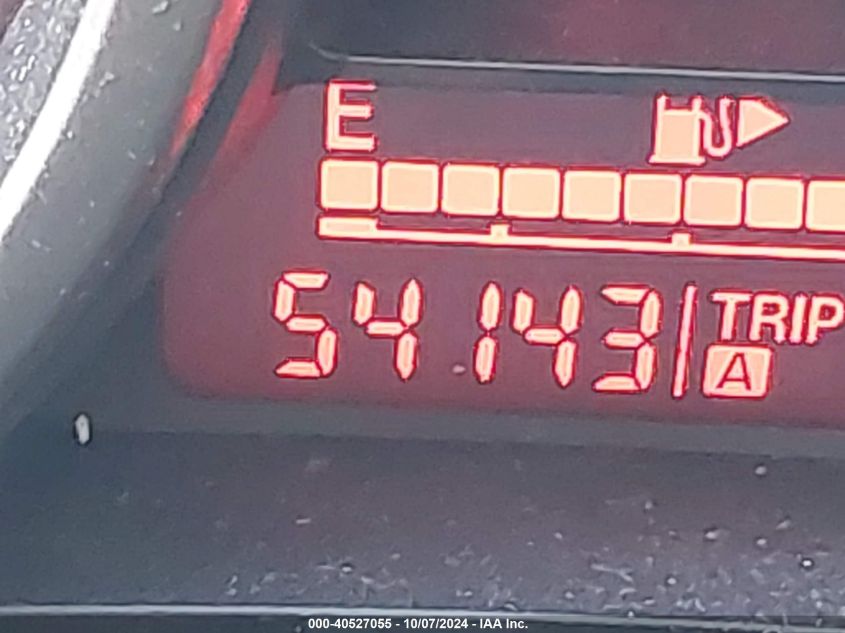 E
54143 TRIP
A
000-40527055 - 10/07/2024 - IAA Inc.